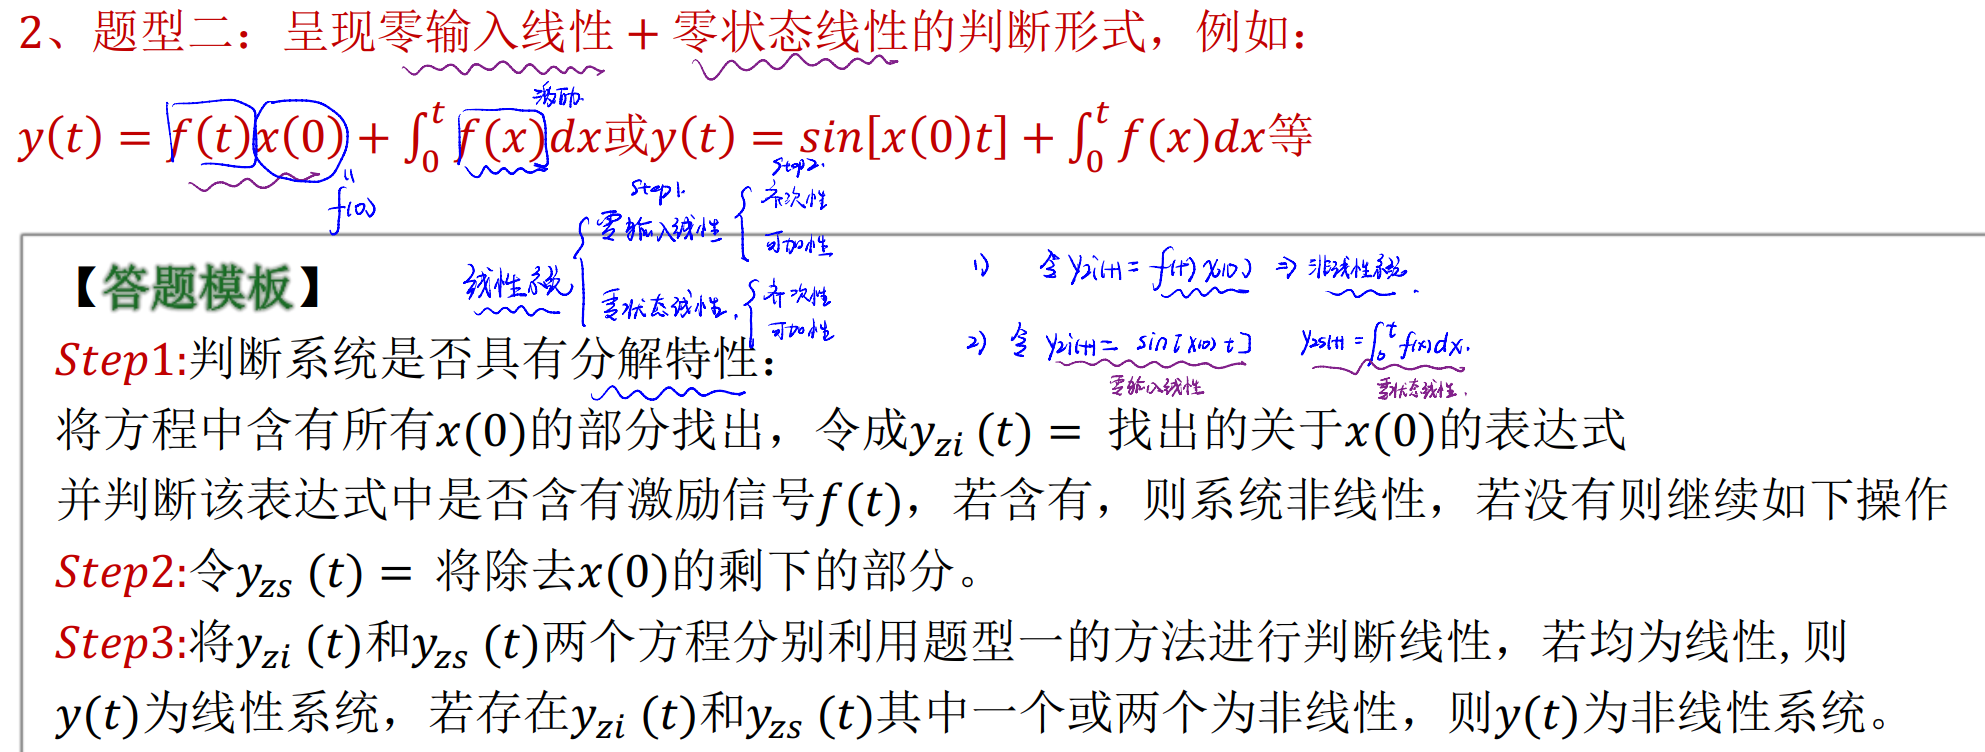 2、题型二：呈现零输入线性 + 零状态线性的判断形式，例如：
激励
y(t) = f(t)x(0) + ∫₀ᵗ f(x)dx或y(t) = sin[x(0)t] + ∫₀ᵗ f(x)dx等
f(0)
Step1.
Step2.
线性系统
零输入线性
齐次性
可加性
零状态线性.
齐次性
可加性
1) 令 yzi(t) = f(t) x(0) ⇒ 非线性系统.
2) 令 yzi(t) = sin[x(0) t] yzs(t) = ∫₀ᵗ f(x)dx.
零输入线性
零状态线性.
【答题模板】
Step1:判断系统是否具有分解特性：
将方程中含有所有x(0)的部分找出，令成yzi (t) = 找出的关于x(0)的表达式
并判断该表达式中是否含有激励信号f(t)，若含有，则系统非线性，若没有则继续如下操作
Step2:令yzs (t) = 将除去x(0)的剩下的部分。
Step3:将yzi (t)和yzs (t)两个方程分别利用题型一的方法进行判断线性，若均为线性,则
y(t)为线性系统，若存在yzi (t)和yzs (t)其中一个或两个为非线性，则y(t)为非线性系统。